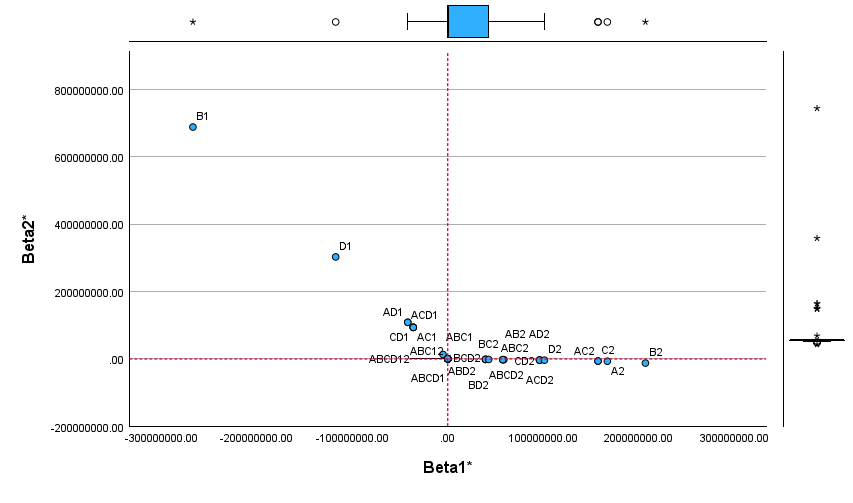 800000000.00
B1
600000000.00
400000000.00
D1
200000000.00
AD1 ACD1
CD1 AC1 ABC1 AB2 AD2
ABC12 BC2 ABC2 D2 AC2 C2 B2
.00
ABCD12 BCD2 CD2
ABD2 ABCD2 A2
ABCD1 BD2 ACD2
-200000000.00
-300000000.00 -200000000.00 -100000000.00 .00 100000000.00 200000000.00 300000000.00
Beta1*
Beta2*